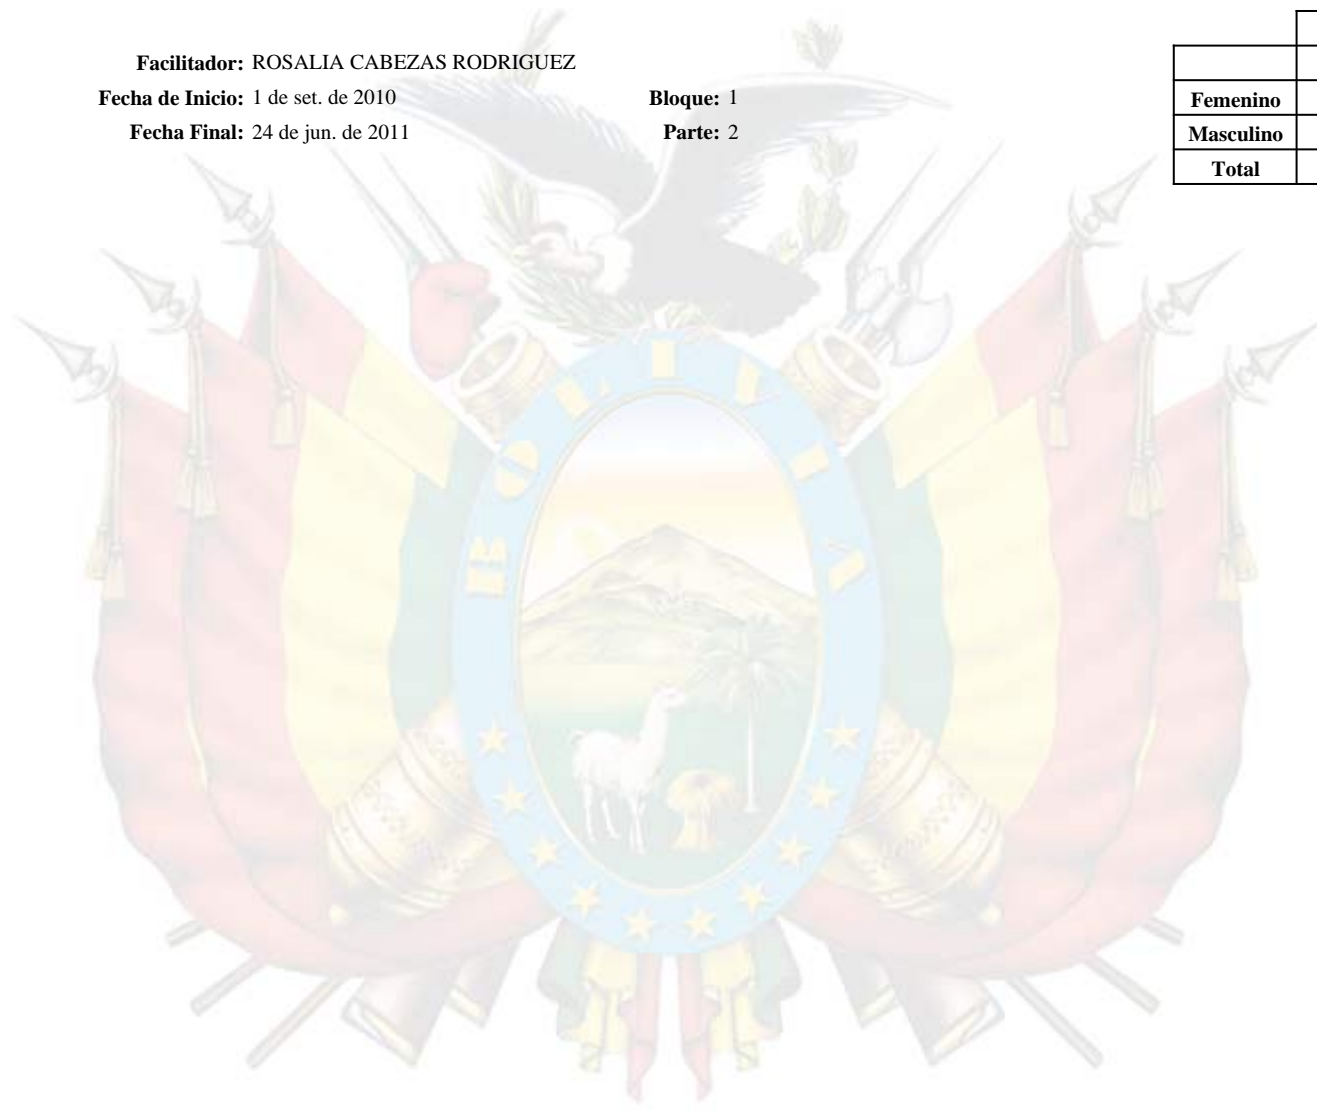 Facilitador: ROSALIA CABEZAS RODRIGUEZ
Fecha de Inicio: 1 de set. de 2010 Bloque: 1
Fecha Final: 24 de jun. de 2011 Parte: 2
Femenino
Masculino
Total
BOLIVIA